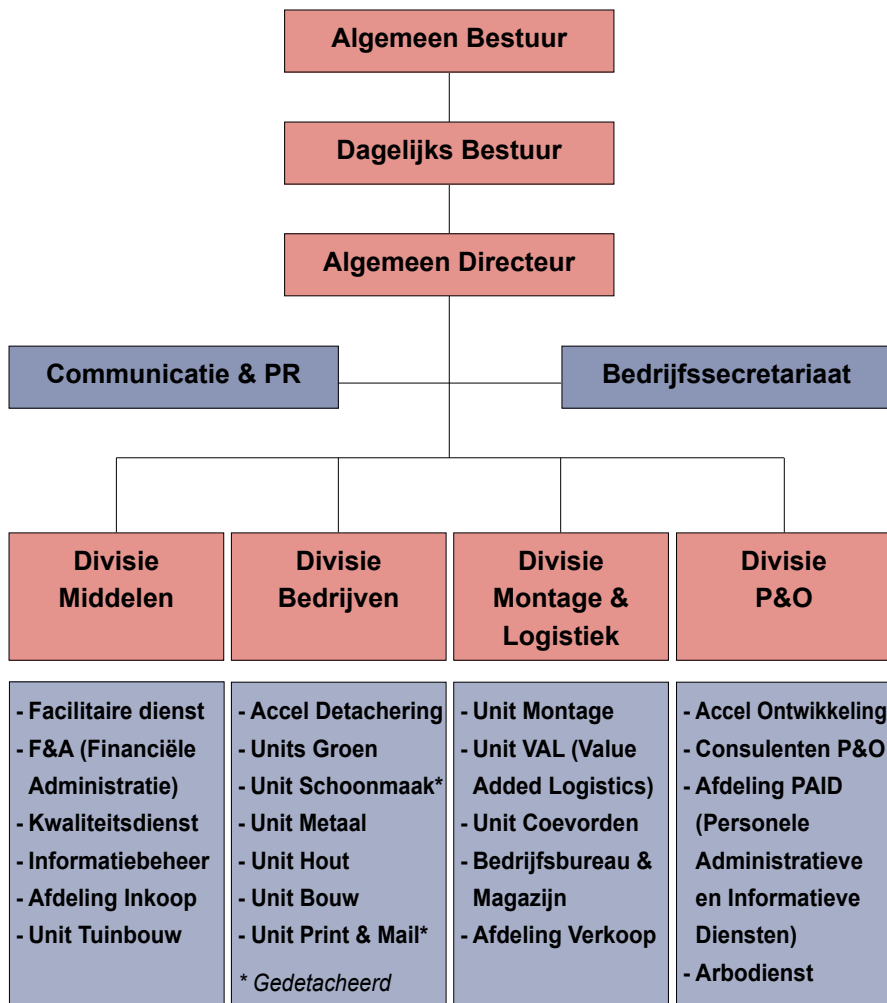 Algemeen Bestuur
Dagelijks Bestuur
Algemeen Directeur
Communicatie & PR
Bedrijfssecretariaat
Divisie
Middelen
Divisie
Bedrijven
Divisie
Montage &
Logistiek
Divisie
P&O
- Facilitaire dienst
- F&A (Financiële
Administratie)
- Kwaliteitsdienst
- Informatiebeheer
- Afdeling Inkoop
- Unit Tuinbouw
- Accel Detachering
- Units Groen
- Unit Schoonmaak*
- Unit Metaal
- Unit Hout
- Unit Bouw
- Unit Print & Mail*
* Gedetacheerd
- Unit Montage
- Unit VAL (Value
Added Logistics)
- Unit Coevorden
- Bedrijfsbureau &
Magazijn
- Afdeling Verkoop
- Accel Ontwikkeling
- Consulenten P&O
- Afdeling PAID
(Personele
Administratieve
en Informatieve
Diensten)
- Arbodienst